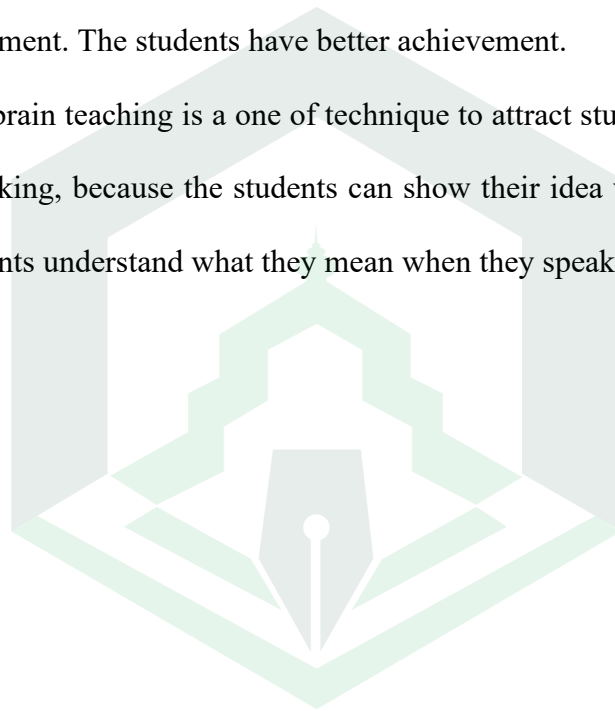 ment. The students have better achievement.
brain teaching is a one of technique to attract stu
king, because the students can show their idea
nts understand what they mean when they speak